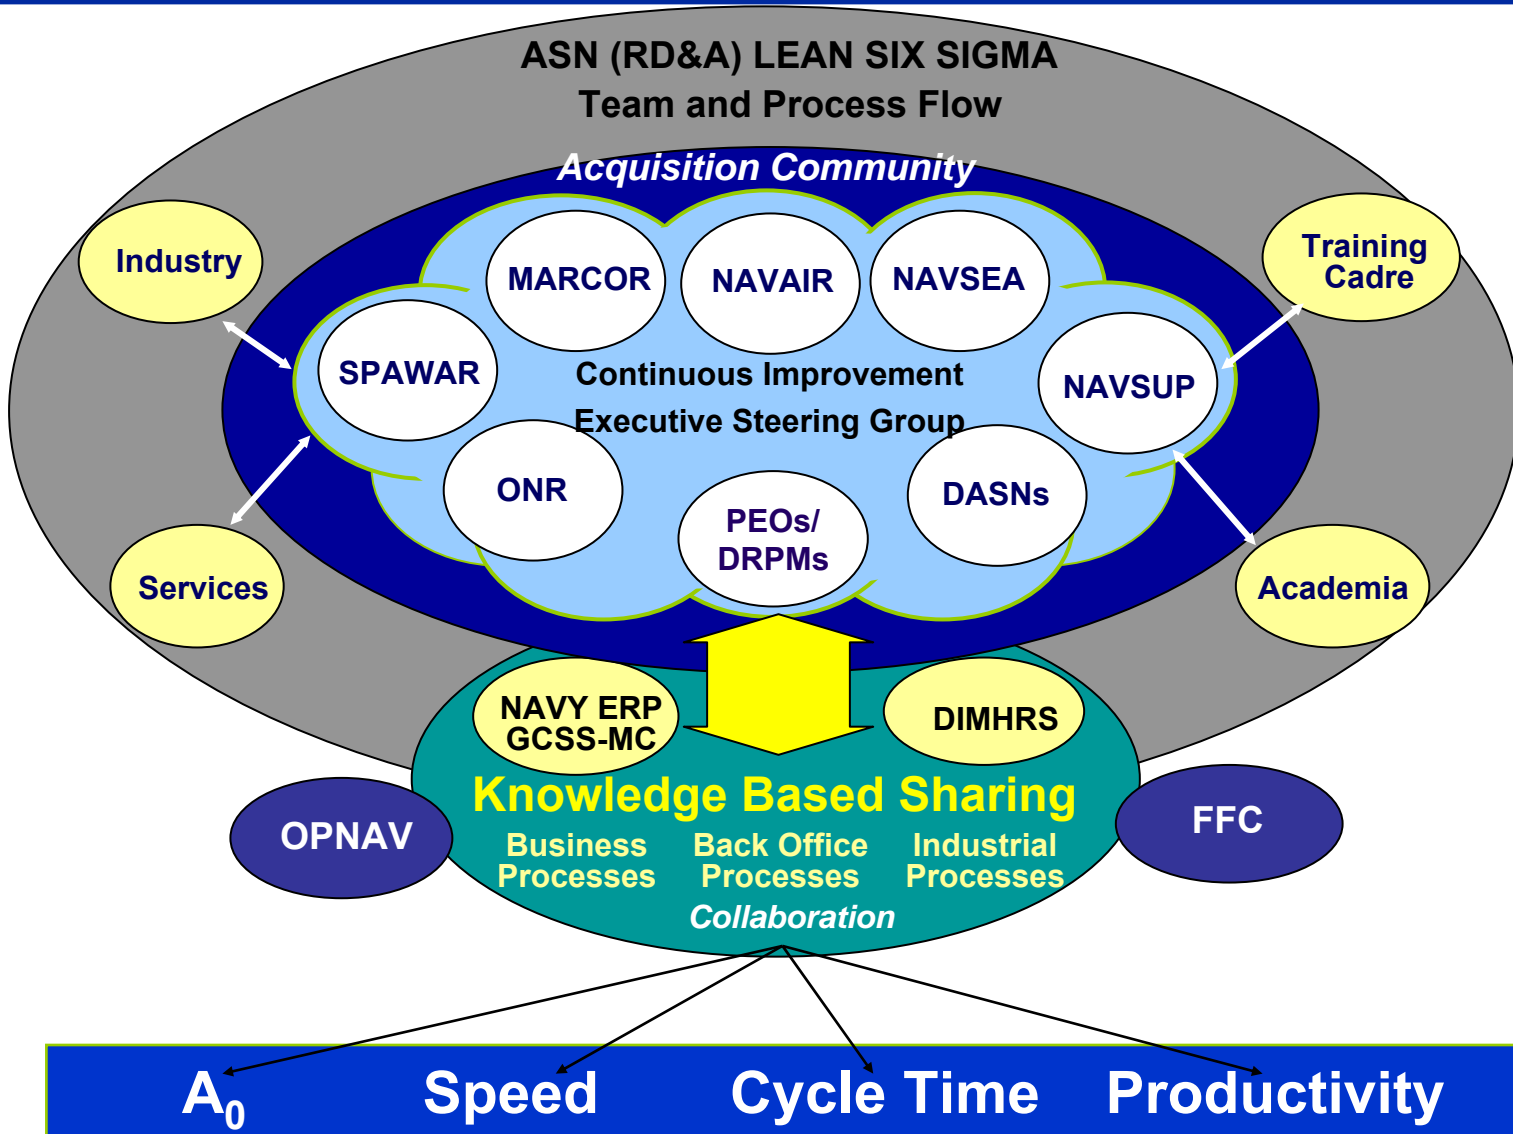 ASN (RD&A) LEAN SIX SIGMA
Team and Process Flow
Acquisition Community
Industry
Training
Cadre
MARCOR
NAVAIR
NAVSEA
SPAWAR
NAVSUP
Continuous Improvement
Executive Steering Group
ONR
DASNs
PEOs/
DRPMs
Services
Academia
NAVY ERP
GCSS-MC
DIMHRS
Knowledge Based Sharing
OPNAV
FFC
Business
Processes
Back Office
Processes
Industrial
Processes
Collaboration
A0
Speed
Cycle Time
Productivity